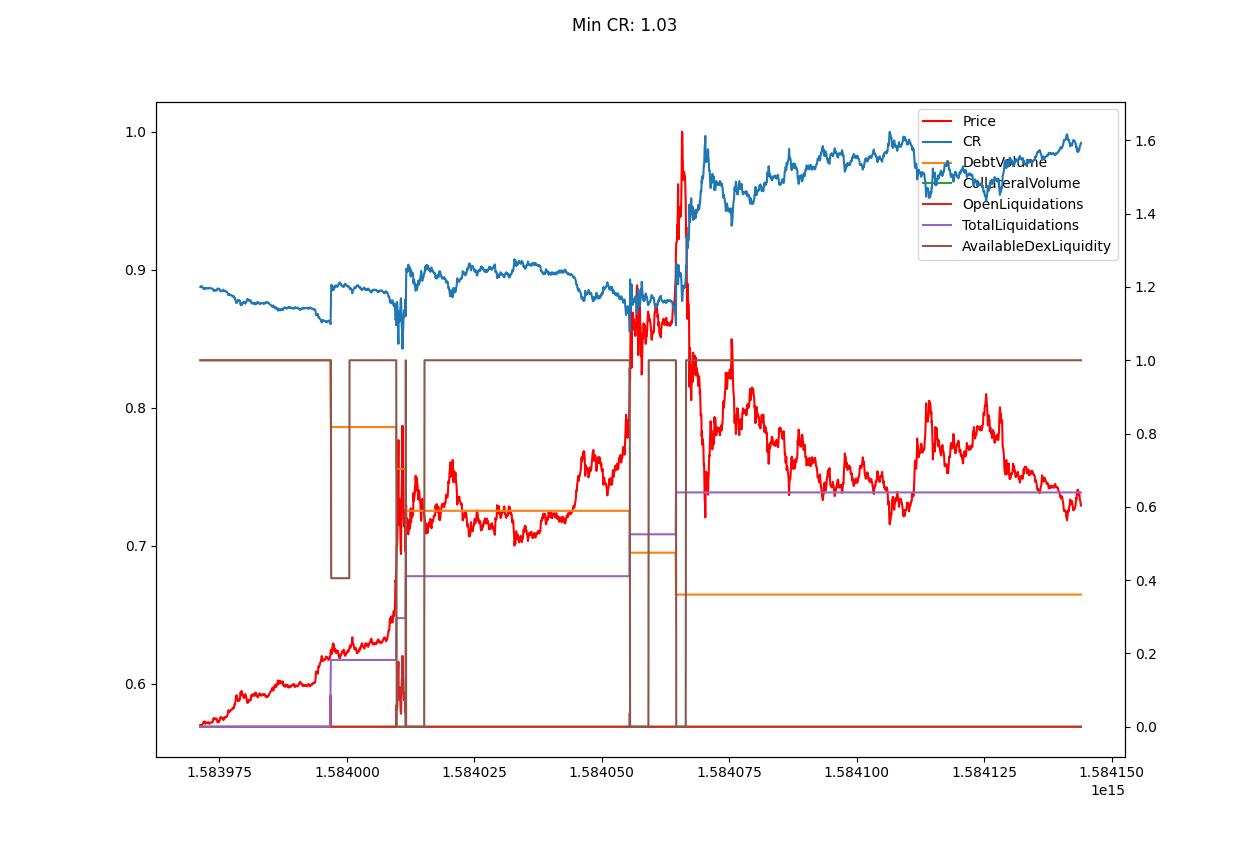 Min CR: 1.03
1.0
0.9
0.8
0.7
0.6
1.6
1.4
1.2
1.0
0.8
0.6
0.4
0.2
0.0
Price
CR
DebtVolume
CollateralVolume
OpenLiquidations
TotalLiquidations
AvailableDexLiquidity
1.583975 1.584000 1.584025 1.584050 1.584075 1.584100 1.584125 1.584150
1e15